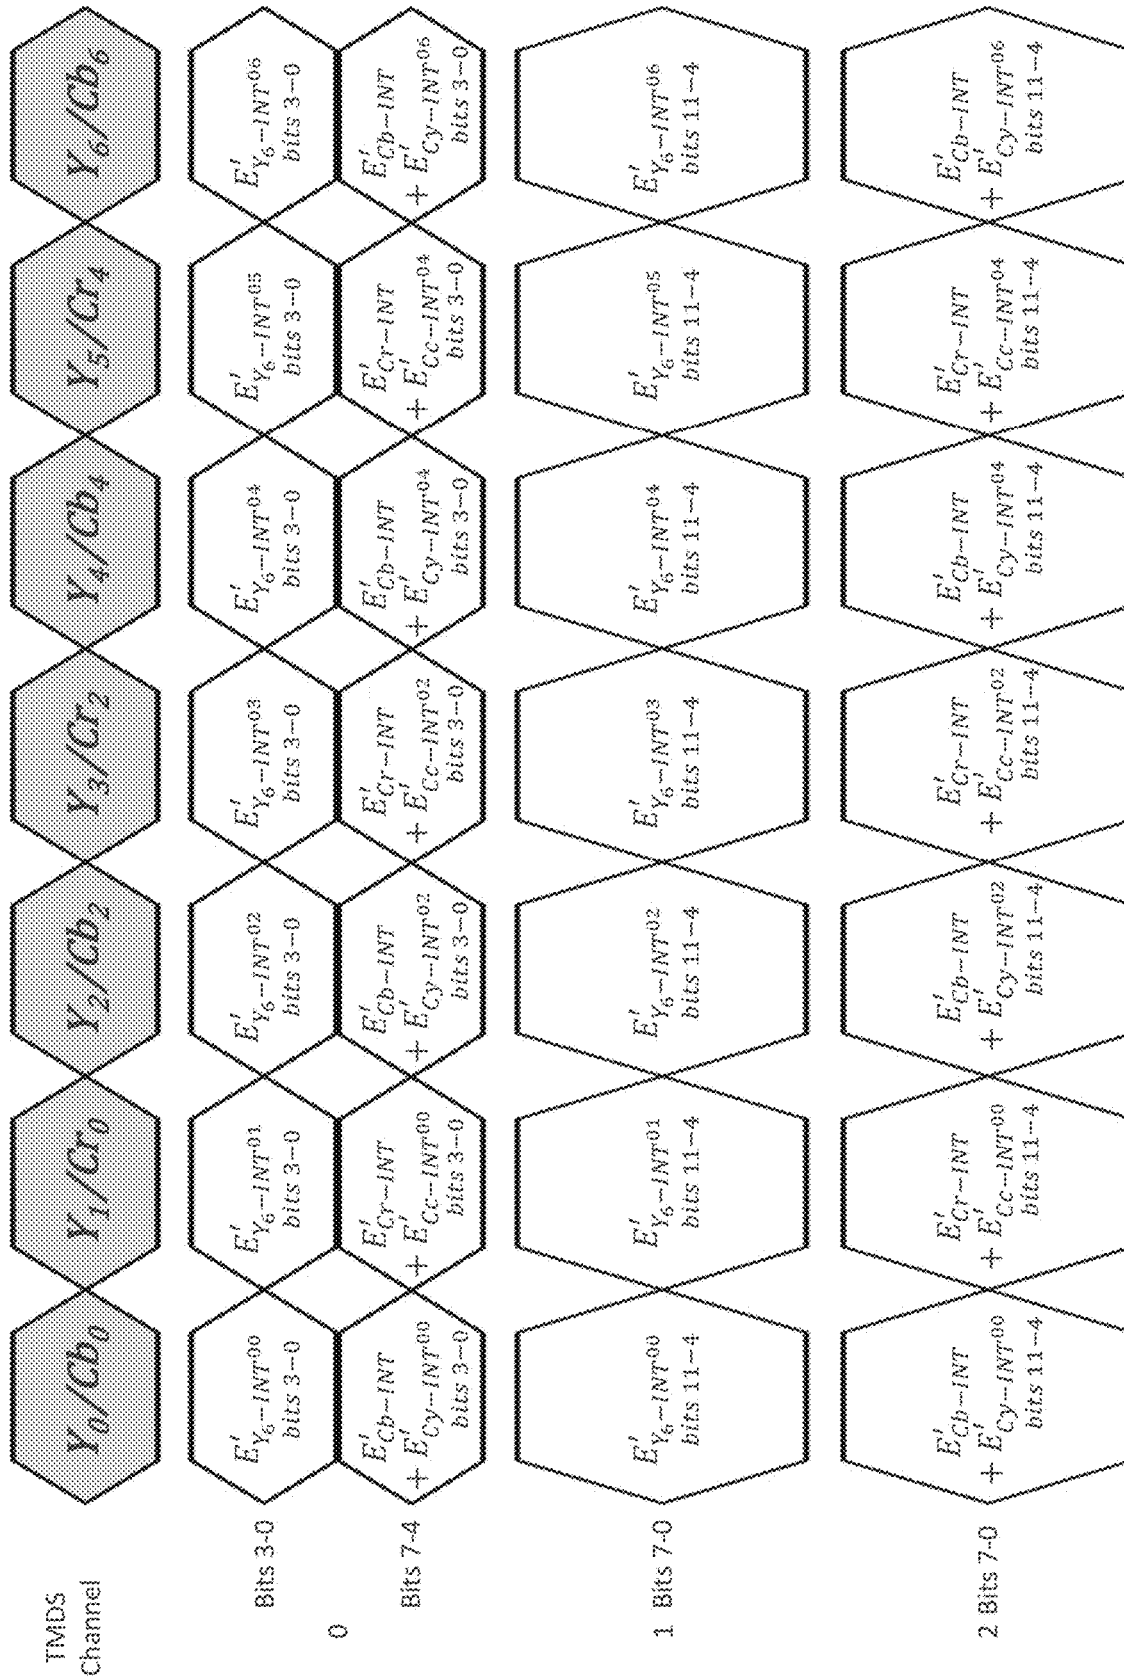 TMDS
Channel
Y₀/Cb₀
Y₁/Cr₀
Y₂/Cb₂
Y₃/Cr₂
Y₄/Cb₄
Y₅/Cr₄
Y₆/Cb₆
0
Bits 3-0
E′Y₆−INT⁰⁰
bits 3−0
E′Y₆−INT⁰¹
bits 3−0
E′Y₆−INT⁰²
bits 3−0
E′Y₆−INT⁰³
bits 3−0
E′Y₆−INT⁰⁴
bits 3−0
E′Y₆−INT⁰⁵
bits 3−0
E′Y₆−INT⁰⁶
bits 3−0
Bits 7-4
E′Cb−INT
+ E′Cy−INT⁰⁰
bits 3−0
E′Cr−INT
+ E′Cc−INT⁰⁰
bits 3−0
E′Cb−INT
+ E′Cy−INT⁰²
bits 3−0
E′Cr−INT
+ E′Cc−INT⁰²
bits 3−0
E′Cb−INT
+ E′Cy−INT⁰⁴
bits 3−0
E′Cr−INT
+ E′Cc−INT⁰⁴
bits 3−0
E′Cb−INT
+ E′Cy−INT⁰⁶
bits 3−0
1 Bits 7-0
E′Y₆−INT⁰⁰
bits 11−4
E′Y₆−INT⁰¹
bits 11−4
E′Y₆−INT⁰²
bits 11−4
E′Y₆−INT⁰³
bits 11−4
E′Y₆−INT⁰⁴
bits 11−4
E′Y₆−INT⁰⁵
bits 11−4
E′Y₆−INT⁰⁶
bits 11−4
2 Bits 7-0
E′Cb−INT
+ E′Cy−INT⁰⁰
bits 11−4
E′Cr−INT
+ E′Cc−INT⁰⁰
bits 11−4
E′Cb−INT
+ E′Cy−INT⁰²
bits 11−4
E′Cr−INT
+ E′Cc−INT⁰²
bits 11−4
E′Cb−INT
+ E′Cy−INT⁰⁴
bits 11−4
E′Cr−INT
+ E′Cc−INT⁰⁴
bits 11−4
E′Cb−INT
+ E′Cy−INT⁰⁶
bits 11−4